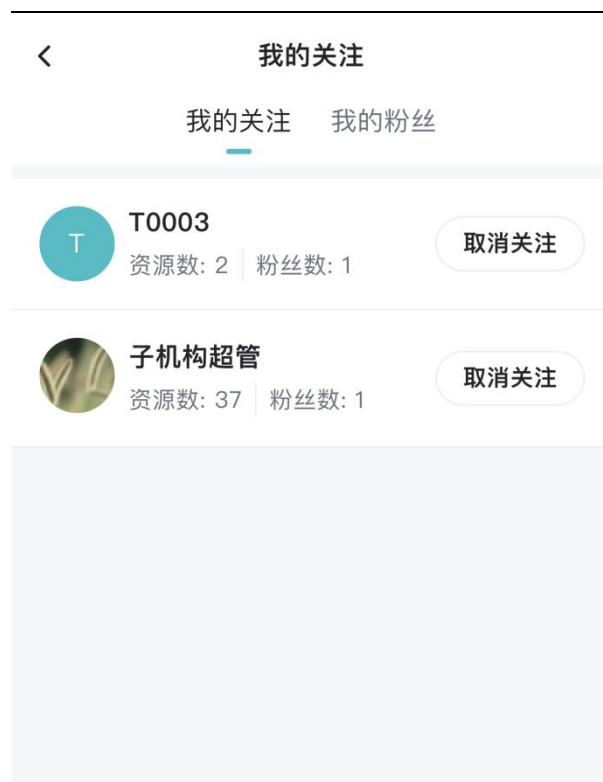 我的关注
我的关注 我的粉丝
T
T0003
资源数: 2 粉丝数: 1
取消关注
子机构超管
资源数: 37 粉丝数: 1
取消关注